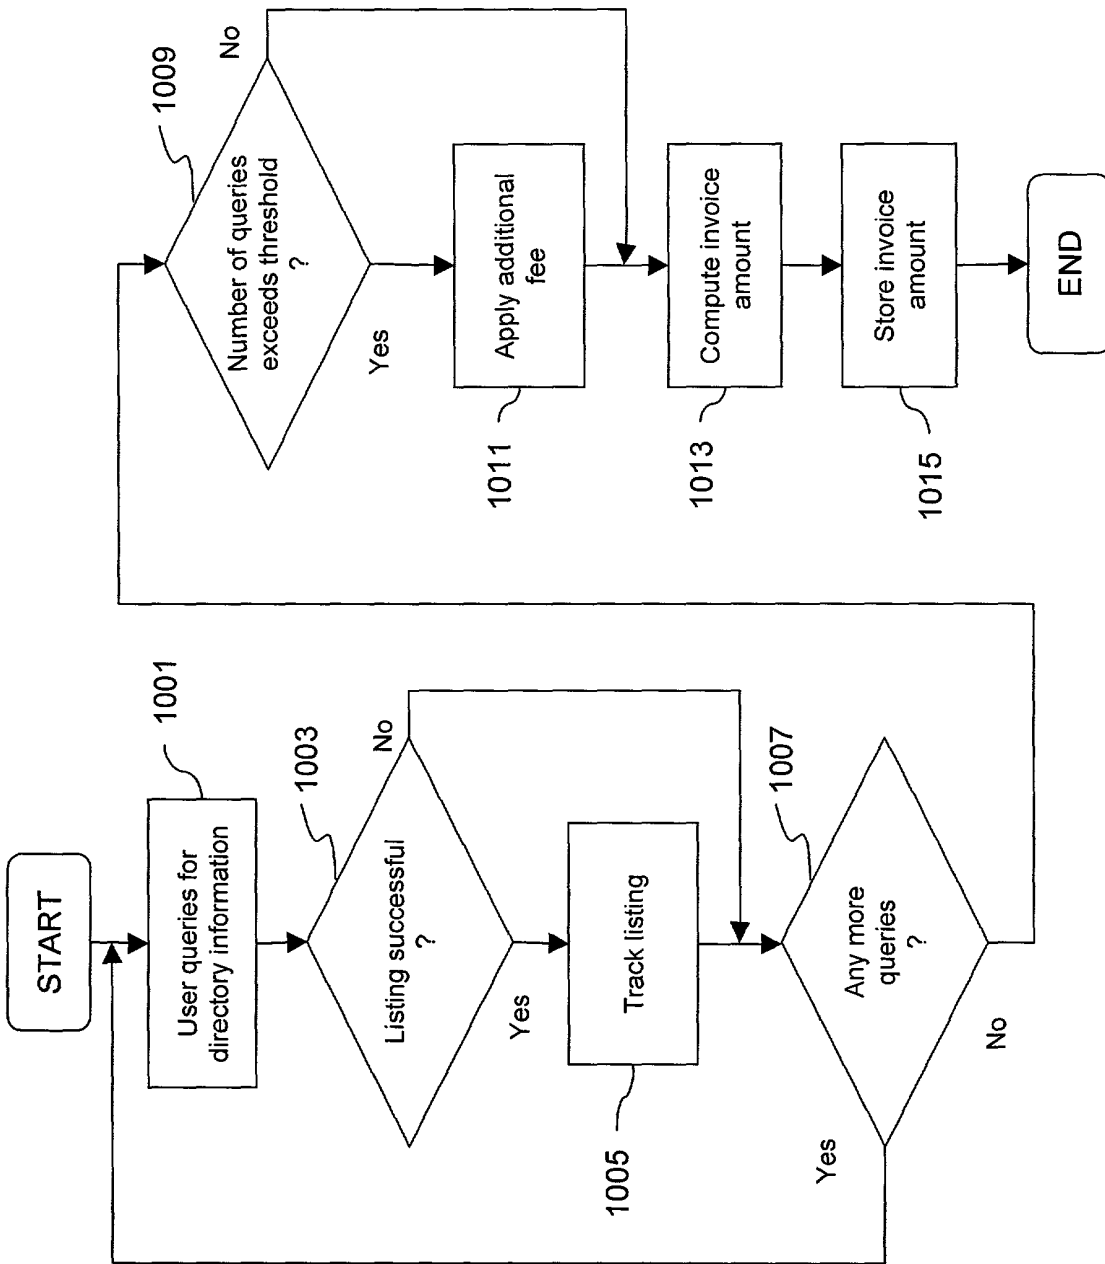 START
1001
User queries for
directory information
1003
Listing successful
?
No
Yes
1005
Track listing
1007
Any more
queries
?
Yes
No
1009
Number of queries
exceeds threshold
?
No
Yes
1011
Apply additional
fee
1013
Compute invoice
amount
1015
Store invoice
amount
END